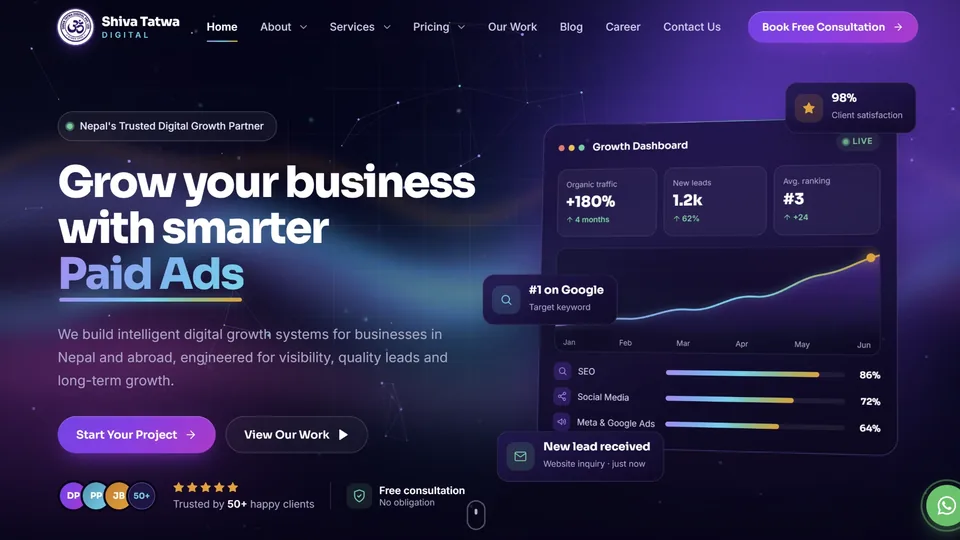 Shiva Tatwa
DIGITAL
Home
About
Services
Pricing
Our Work
Blog
Career
Contact Us
Book Free Consultation →
Nepal's Trusted Digital Growth Partner
Grow your business
with smarter
Paid Ads
We build intelligent digital growth systems for businesses in
Nepal and abroad, engineered for visibility, quality leads and
long-term growth.
Start Your Project →
View Our Work
DP
PP
JB
50+
Trusted by 50+ happy clients
Free consultation
No obligation
98%
Client satisfaction
Growth Dashboard
LIVE
Organic traffic
+180%
↑ 4 months
New leads
1.2k
↑ 62%
Avg. ranking
#3
↑ +24
#1 on Google
Target keyword
Jan
Feb
Mar
Apr
May
Jun
SEO
86%
Social Media
72%
Meta & Google Ads
64%
New lead received
Website inquiry · just now